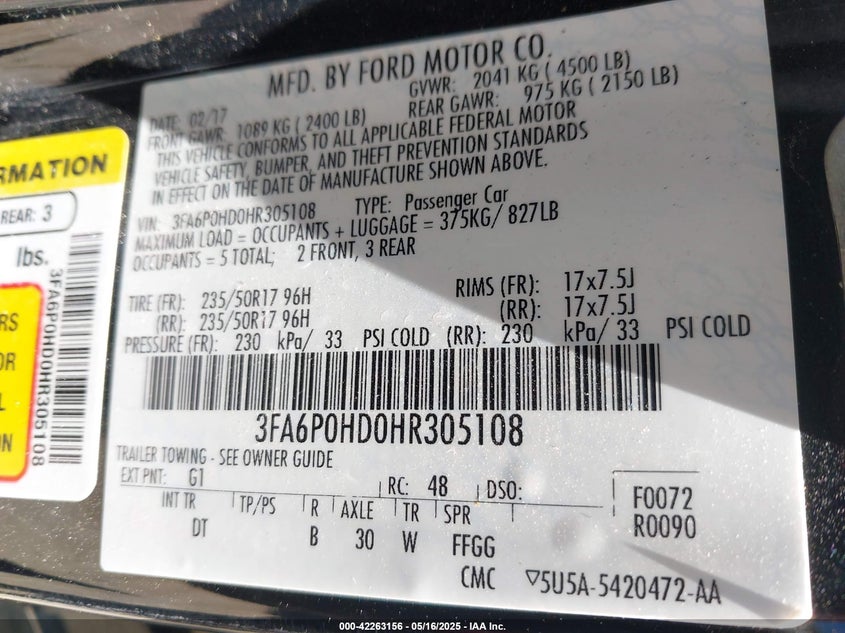 MFD. BY FORD MOTOR CO.
DATE: 02/17 GVWR: 2041 KG ( 4500 LB)
FRONT GAWR: 1089 KG ( 2400 LB) REAR GAWR: 975 KG ( 2150 LB)
THIS VEHICLE CONFORMS TO ALL APPLICABLE FEDERAL MOTOR
VEHICLE SAFETY, BUMPER, AND THEFT PREVENTION STANDARDS
IN EFFECT ON THE DATE OF MANUFACTURE SHOWN ABOVE.
VIN: 3FA6P0HD0HR305108 TYPE: Passenger Car
MAXIMUM LOAD = OCCUPANTS + LUGGAGE = 375KG/ 827LB
OCCUPANTS = 5 TOTAL; 2 FRONT, 3 REAR
TIRE (FR): 235/50R17 96H RIMS (FR): 17x7.5J
(RR): 235/50R17 96H (RR): 17x7.5J
PRESSURE (FR): 230 kPa/ 33 PSI COLD (RR): 230 kPa/ 33 PSI COLD
3FA6P0HD0HR305108
TRAILER TOWING - SEE OWNER GUIDE
EXT PNT: G1 RC: 48 DSO:
INT TR TP/PS R AXLE TR SPR
DT B 30 W FFGG
F0072
R0090
CMC ▽5U5A-5420472-AA
RMATION
REAR: 3
lbs.
3FA6P0HD0HR305108
RS
OR
L
N
000-42263156 - 05/16/2025 - IAA Inc.